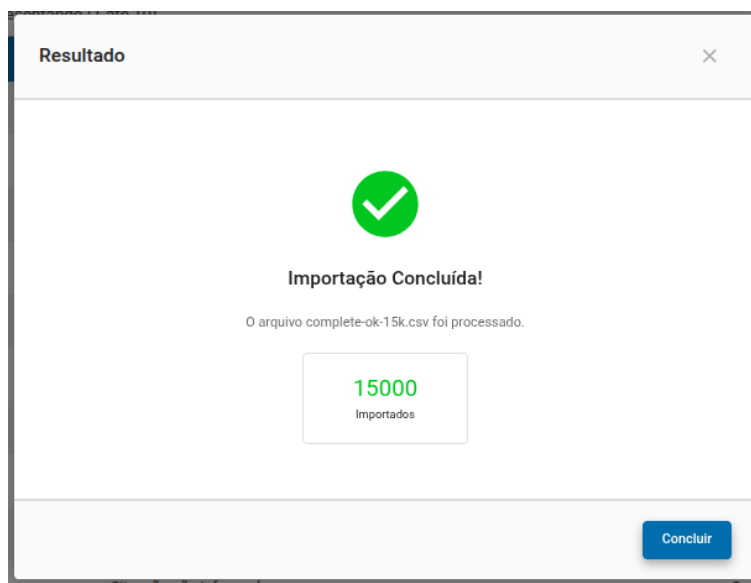 Resultado
Importação Concluída!
O arquivo complete-ok-15k.csv foi processado.
15000
Importados
Concluir